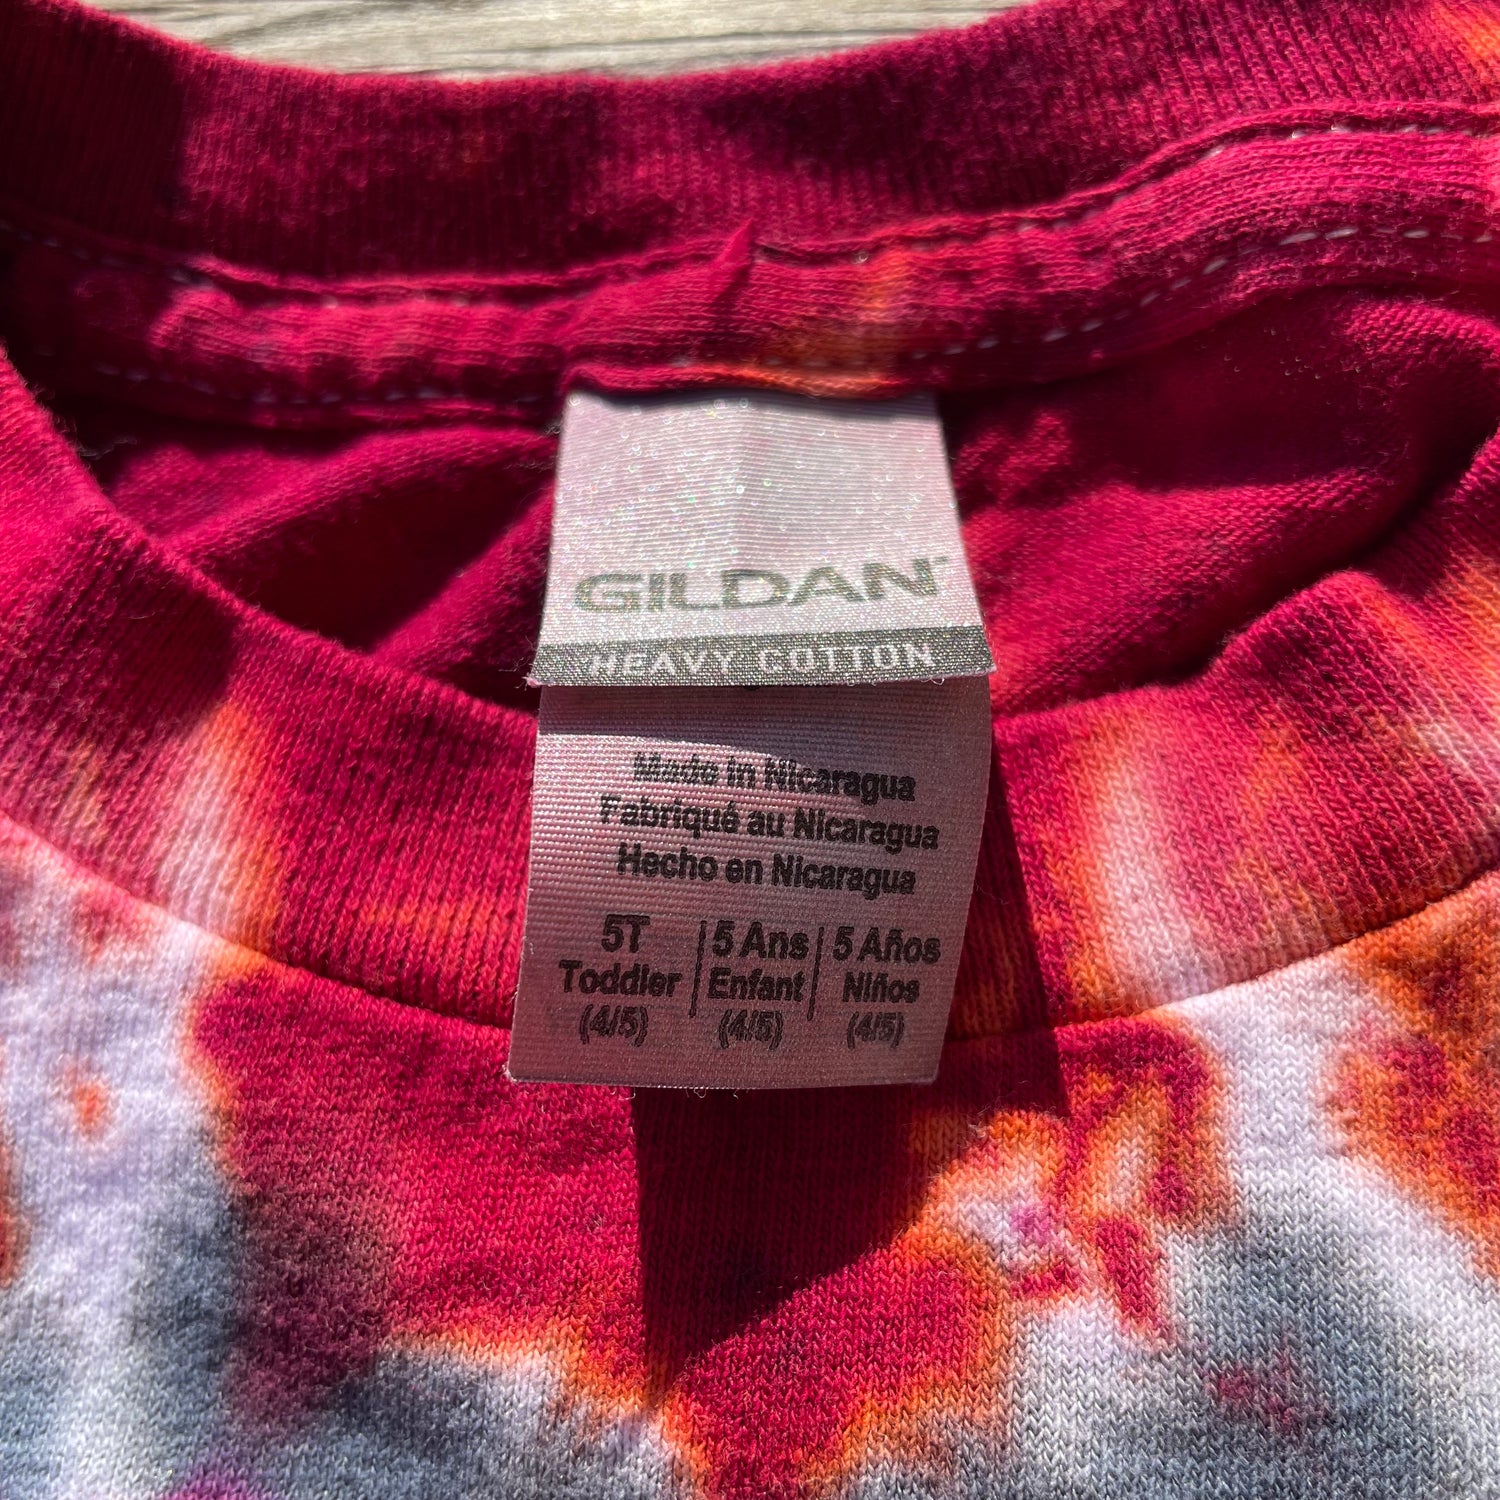 GILDAN™
HEAVY COTTON
Made in Nicaragua
Fabriqué au Nicaragua
Hecho en Nicaragua
5T | 5 Ans | 5 Años
Toddler | Enfant | Niños
(4/5) (4/5) (4/5)